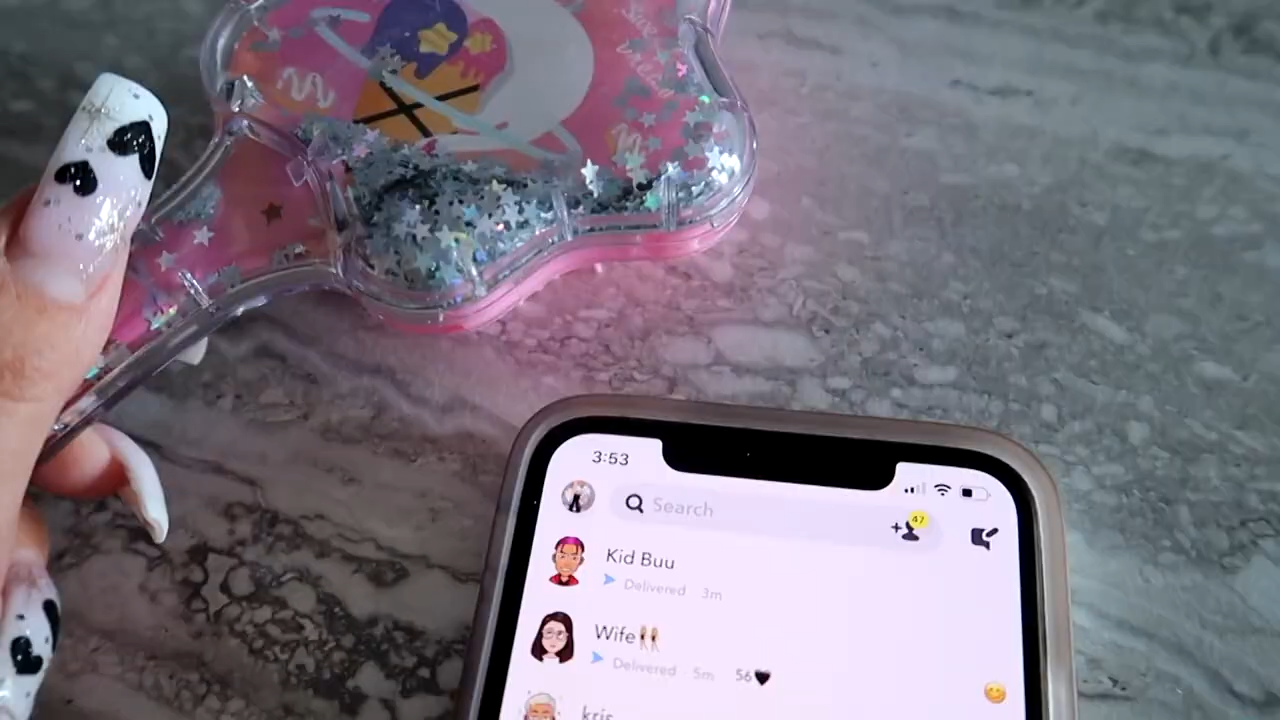 3:53
Search
47
Kid Buu
Delivered · 3m
Wife
Delivered · 5m 56
kris